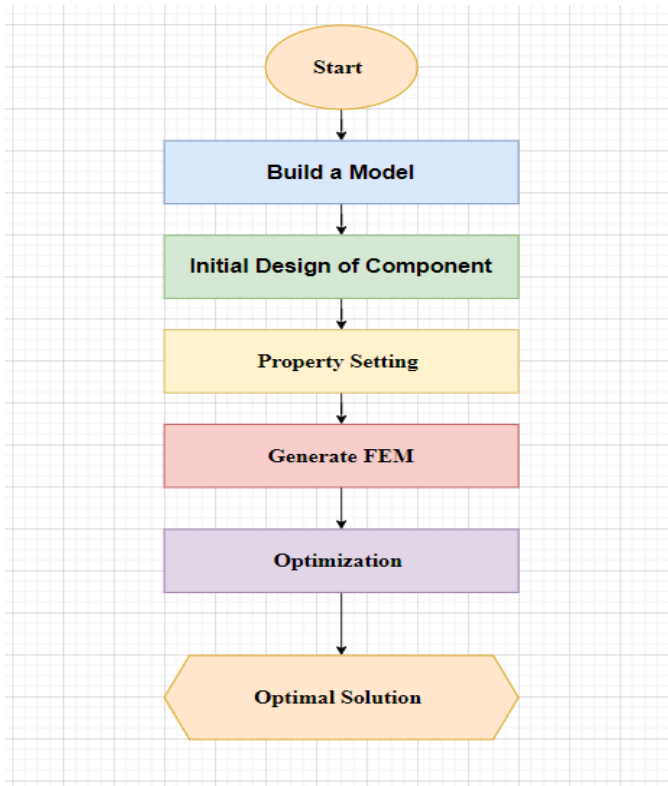 Start
Build a Model
Initial Design of Component
Property Setting
Generate FEM
Optimization
Optimal Solution